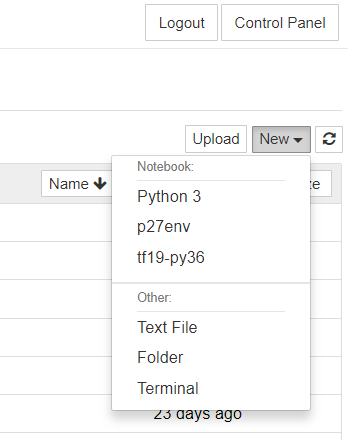 Logout Control Panel
Upload New
Name ze
Notebook:
Python 3
p27env
tf19-py36
Other:
Text File
Folder
Terminal
23 days ago